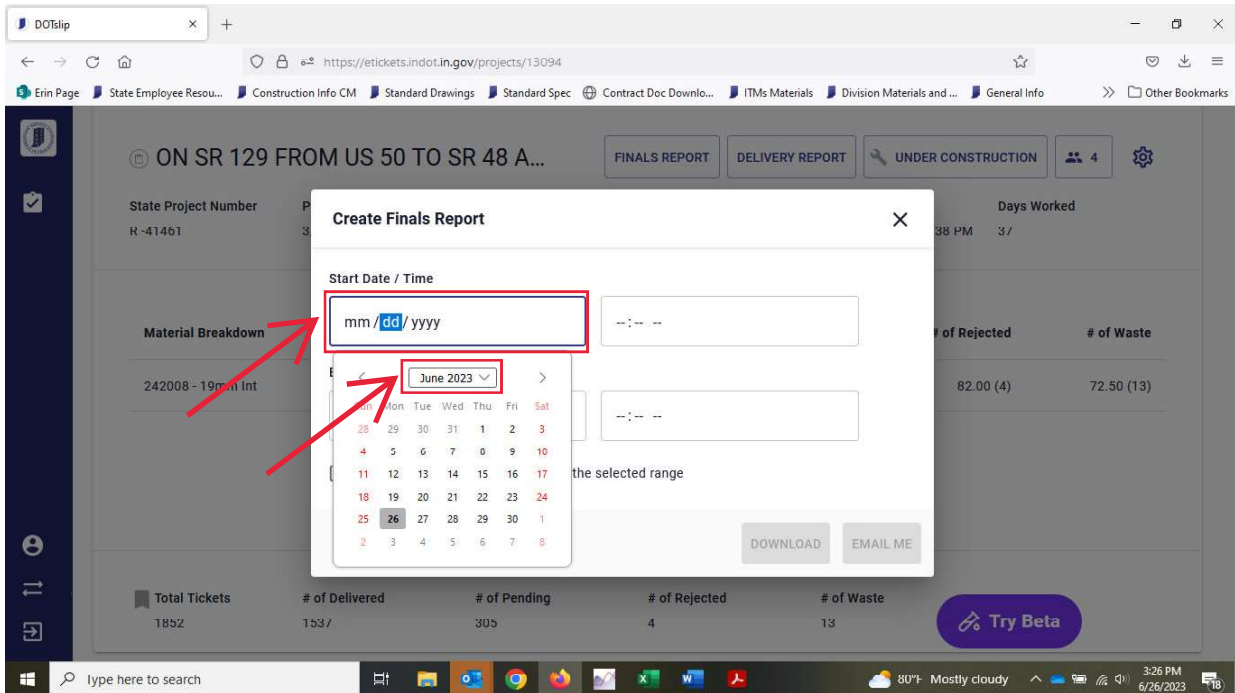 DOTslip
https://etickets.indot.in.gov/projects/13094
Erin Page State Employee Resou... Construction Info CM Standard Drawings Standard Spec Contract Doc Downlo... ITMs Materials Division Materials and ... General Info Other Bookmarks
ON SR 129 FROM US 50 TO SR 48 A... FINALS REPORT DELIVERY REPORT UNDER CONSTRUCTION 4
State Project Number P Days Worked
R-41461 3 38 PM 37
Create Finals Report
Start Date / Time
mm / dd / yyyy --:-- --
Material Breakdown # of Rejected # of Waste
242008 - 19mm Int 82.00 (4) 72.50 (13)
June 2023
Sun Mon Tue Wed Thu Fri Sat
28 29 30 31 1 2 3
--:-- --
4 5 6 7 8 9 10
11 12 13 14 15 16 17
the selected range
18 19 20 21 22 23 24
25 26 27 28 29 30 1
2 3 4 5 6 7 8
DOWNLOAD EMAIL ME
Total Tickets # of Delivered # of Pending # of Rejected # of Waste
1852 1537 305 4 13
Try Beta
Type here to search
80°F Mostly cloudy
3:26 PM
6/26/2023
18